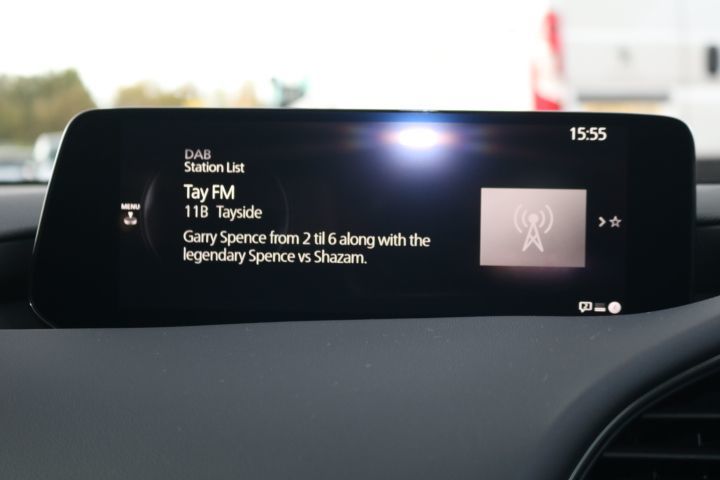 15:55
DAB
Station List
Tay FM
MENU
11B Tayside
Garry Spence from 2 til 6 along with the
legendary Spence vs Shazam.